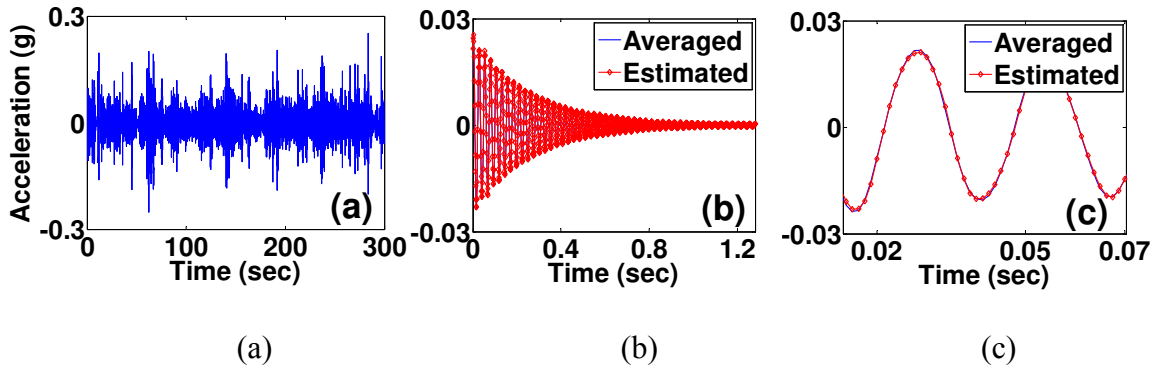 Acceleration (g)
0.3
0
-0.3
0 100 200 300
Time (sec)
(a)
0.03
0
-0.03
0 0.4 0.8 1.2
Time (sec)
Averaged
Estimated
(b)
0.03
0
-0.03
0.02 0.05 0.07
Time (sec)
Averaged
Estimated
(c)
(a) (b) (c)